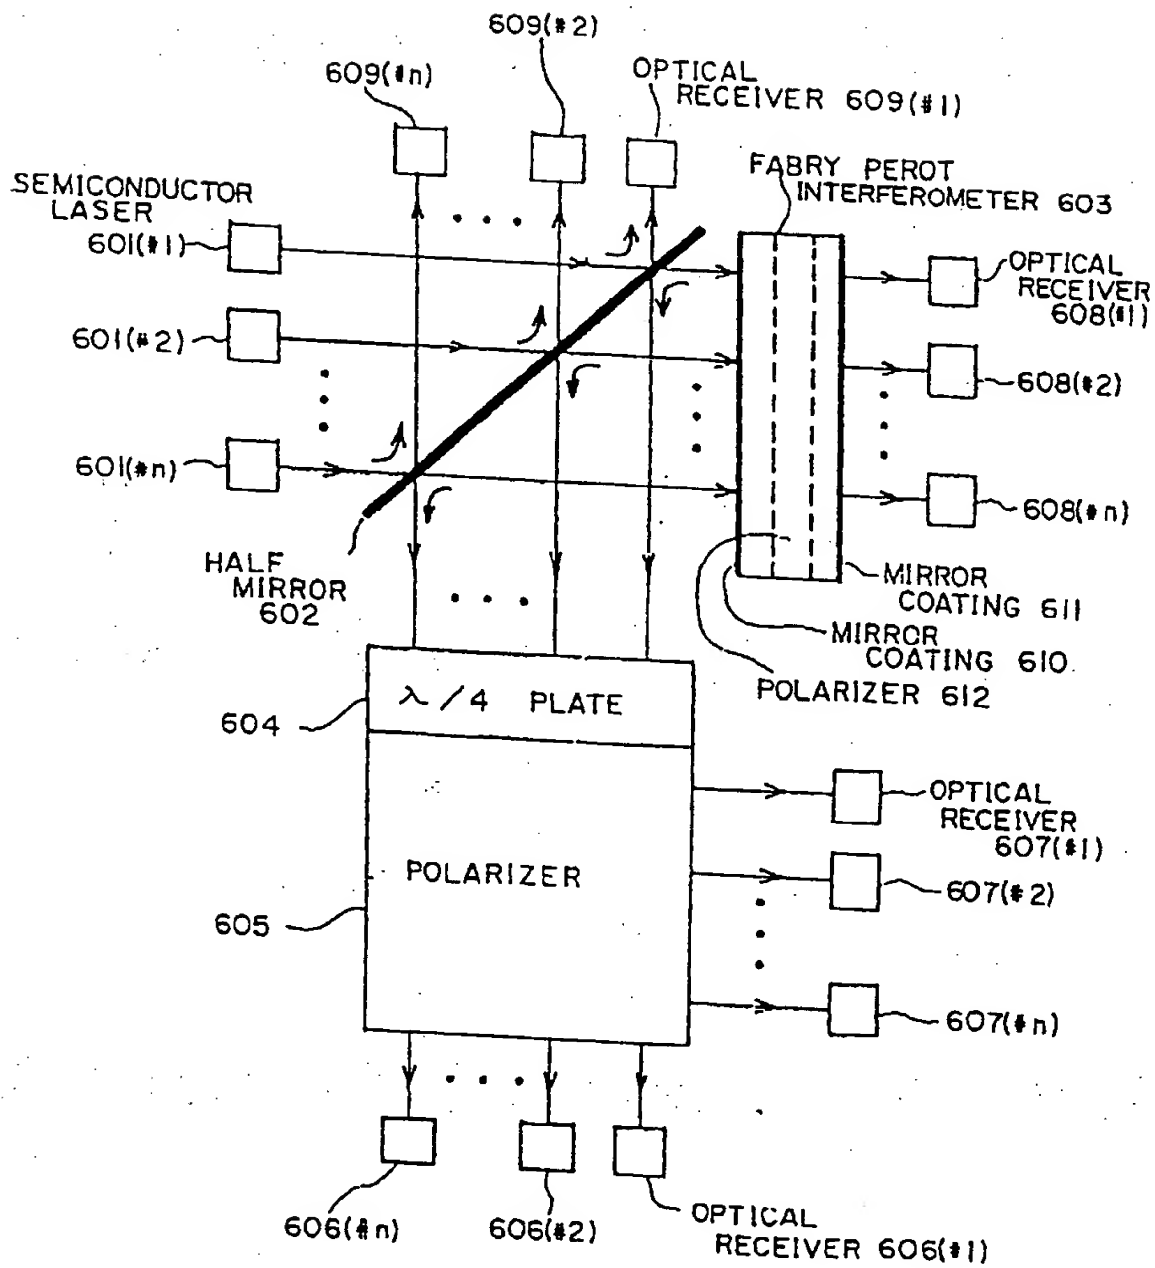 609(#2)
609(#n)
OPTICAL
RECEIVER 609(#1)
SEMICONDUCTOR
LASER
601(#1)
FABRY PEROT
INTERFEROMETER 603
OPTICAL
RECEIVER
608(#1)
601(#2)
608(#2)
601(#n)
608(#n)
HALF
MIRROR
602
MIRROR
COATING 611
MIRROR
COATING 610
POLARIZER 612
λ/4 PLATE
604
OPTICAL
RECEIVER
607(#1)
POLARIZER
607(#2)
605
607(#n)
606(#n)
606(#2)
OPTICAL
RECEIVER 606(#1)